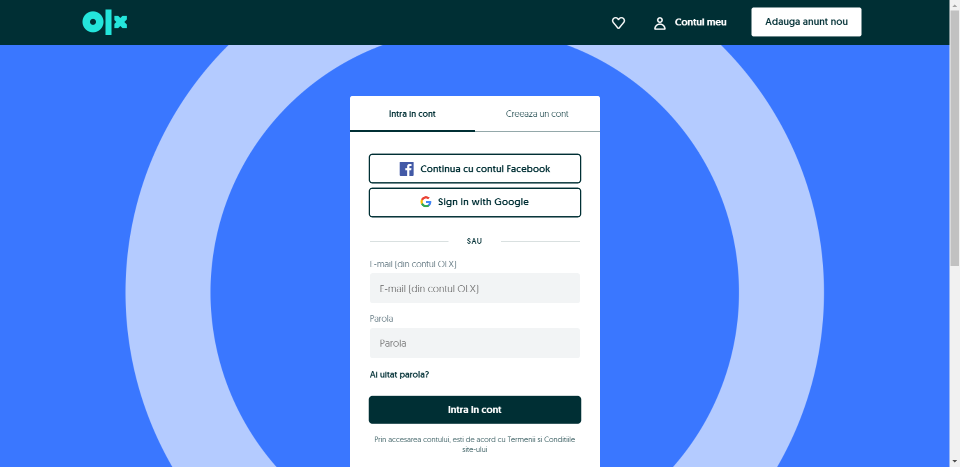 olx
Contul meu
Adauga anunt nou
Intra in cont
Creeaza un cont
Continua cu contul Facebook
Sign in with Google
SAU
E-mail (din contul OLX)
E-mail (din contul OLX)
Parola
Parola
Ai uitat parola?
Intra in cont
Prin accesarea contului, esti de acord cu Termenii si Conditiile
site-ului